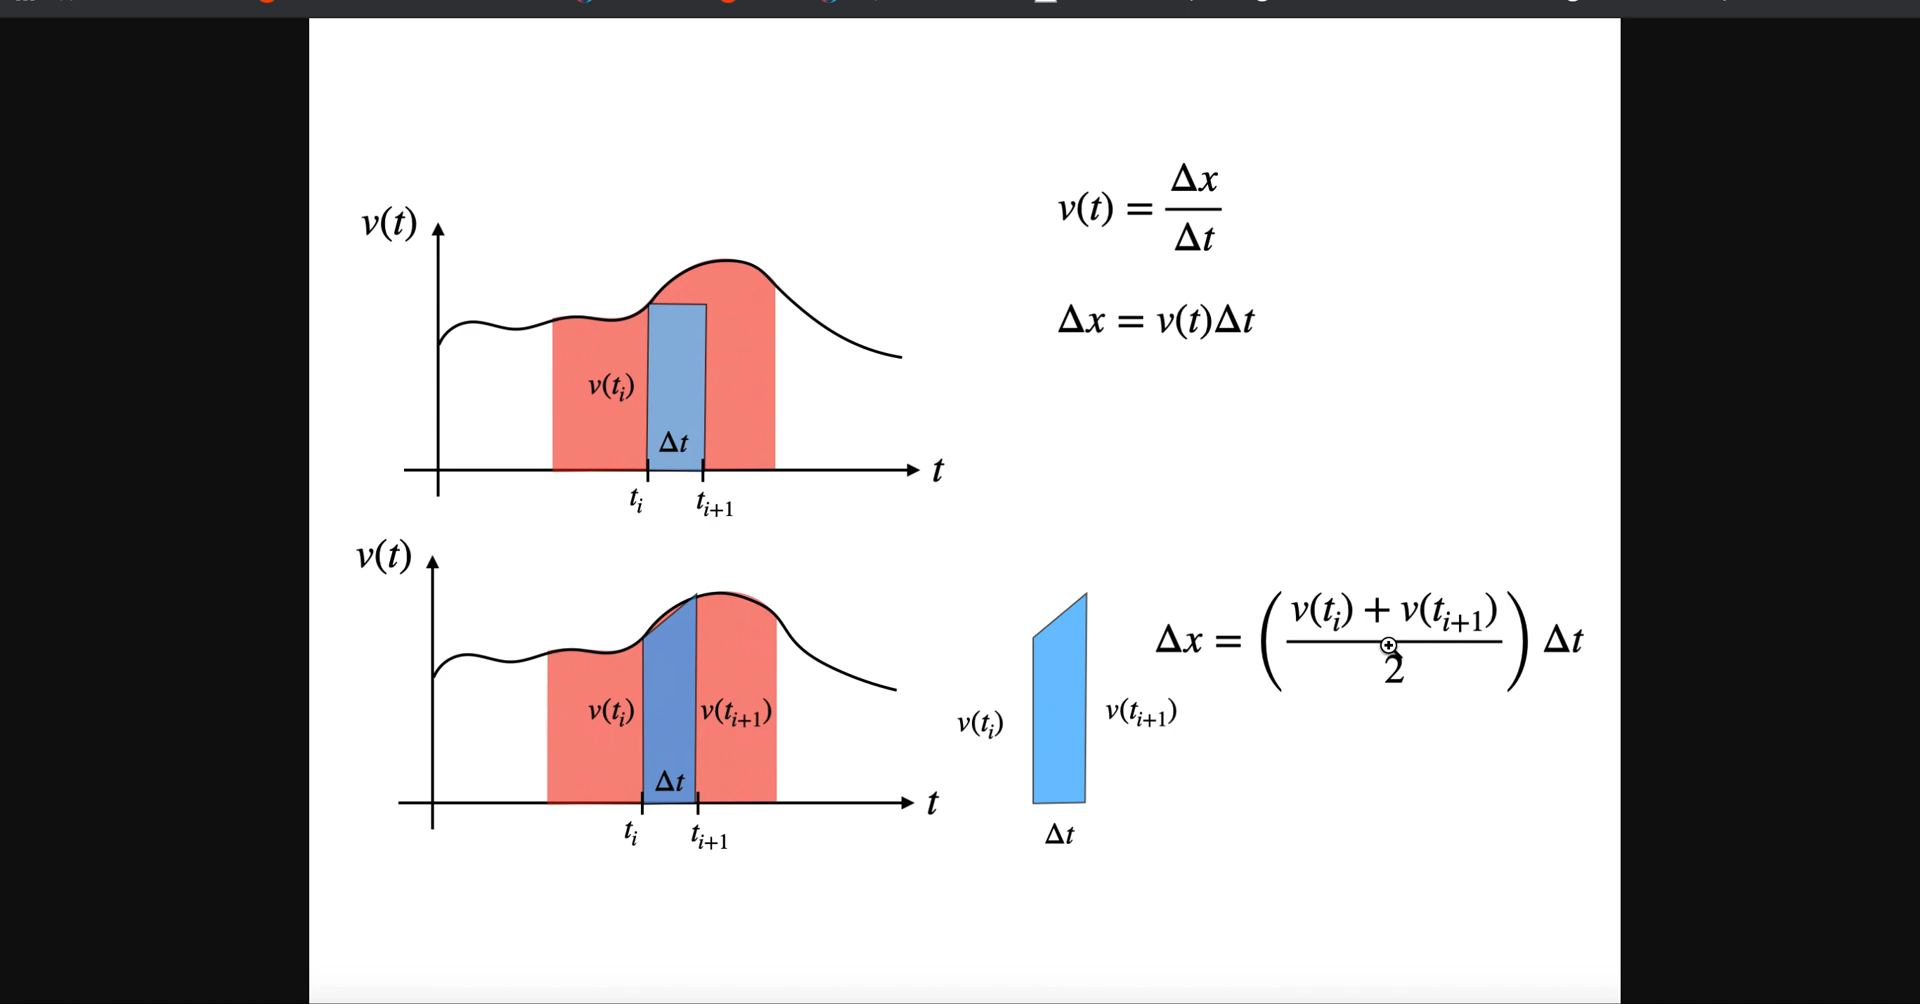 v(t)
v(t) = Δx/Δt
Δx = v(t)Δt
v(t_i)
Δt
t
t_i t_{i+1}
v(t)
Δx = ( (v(t_i) + v(t_{i+1})) / 2 ) Δt
v(t_i) v(t_{i+1}) v(t_i) v(t_{i+1})
Δt
t
t_i t_{i+1} Δt